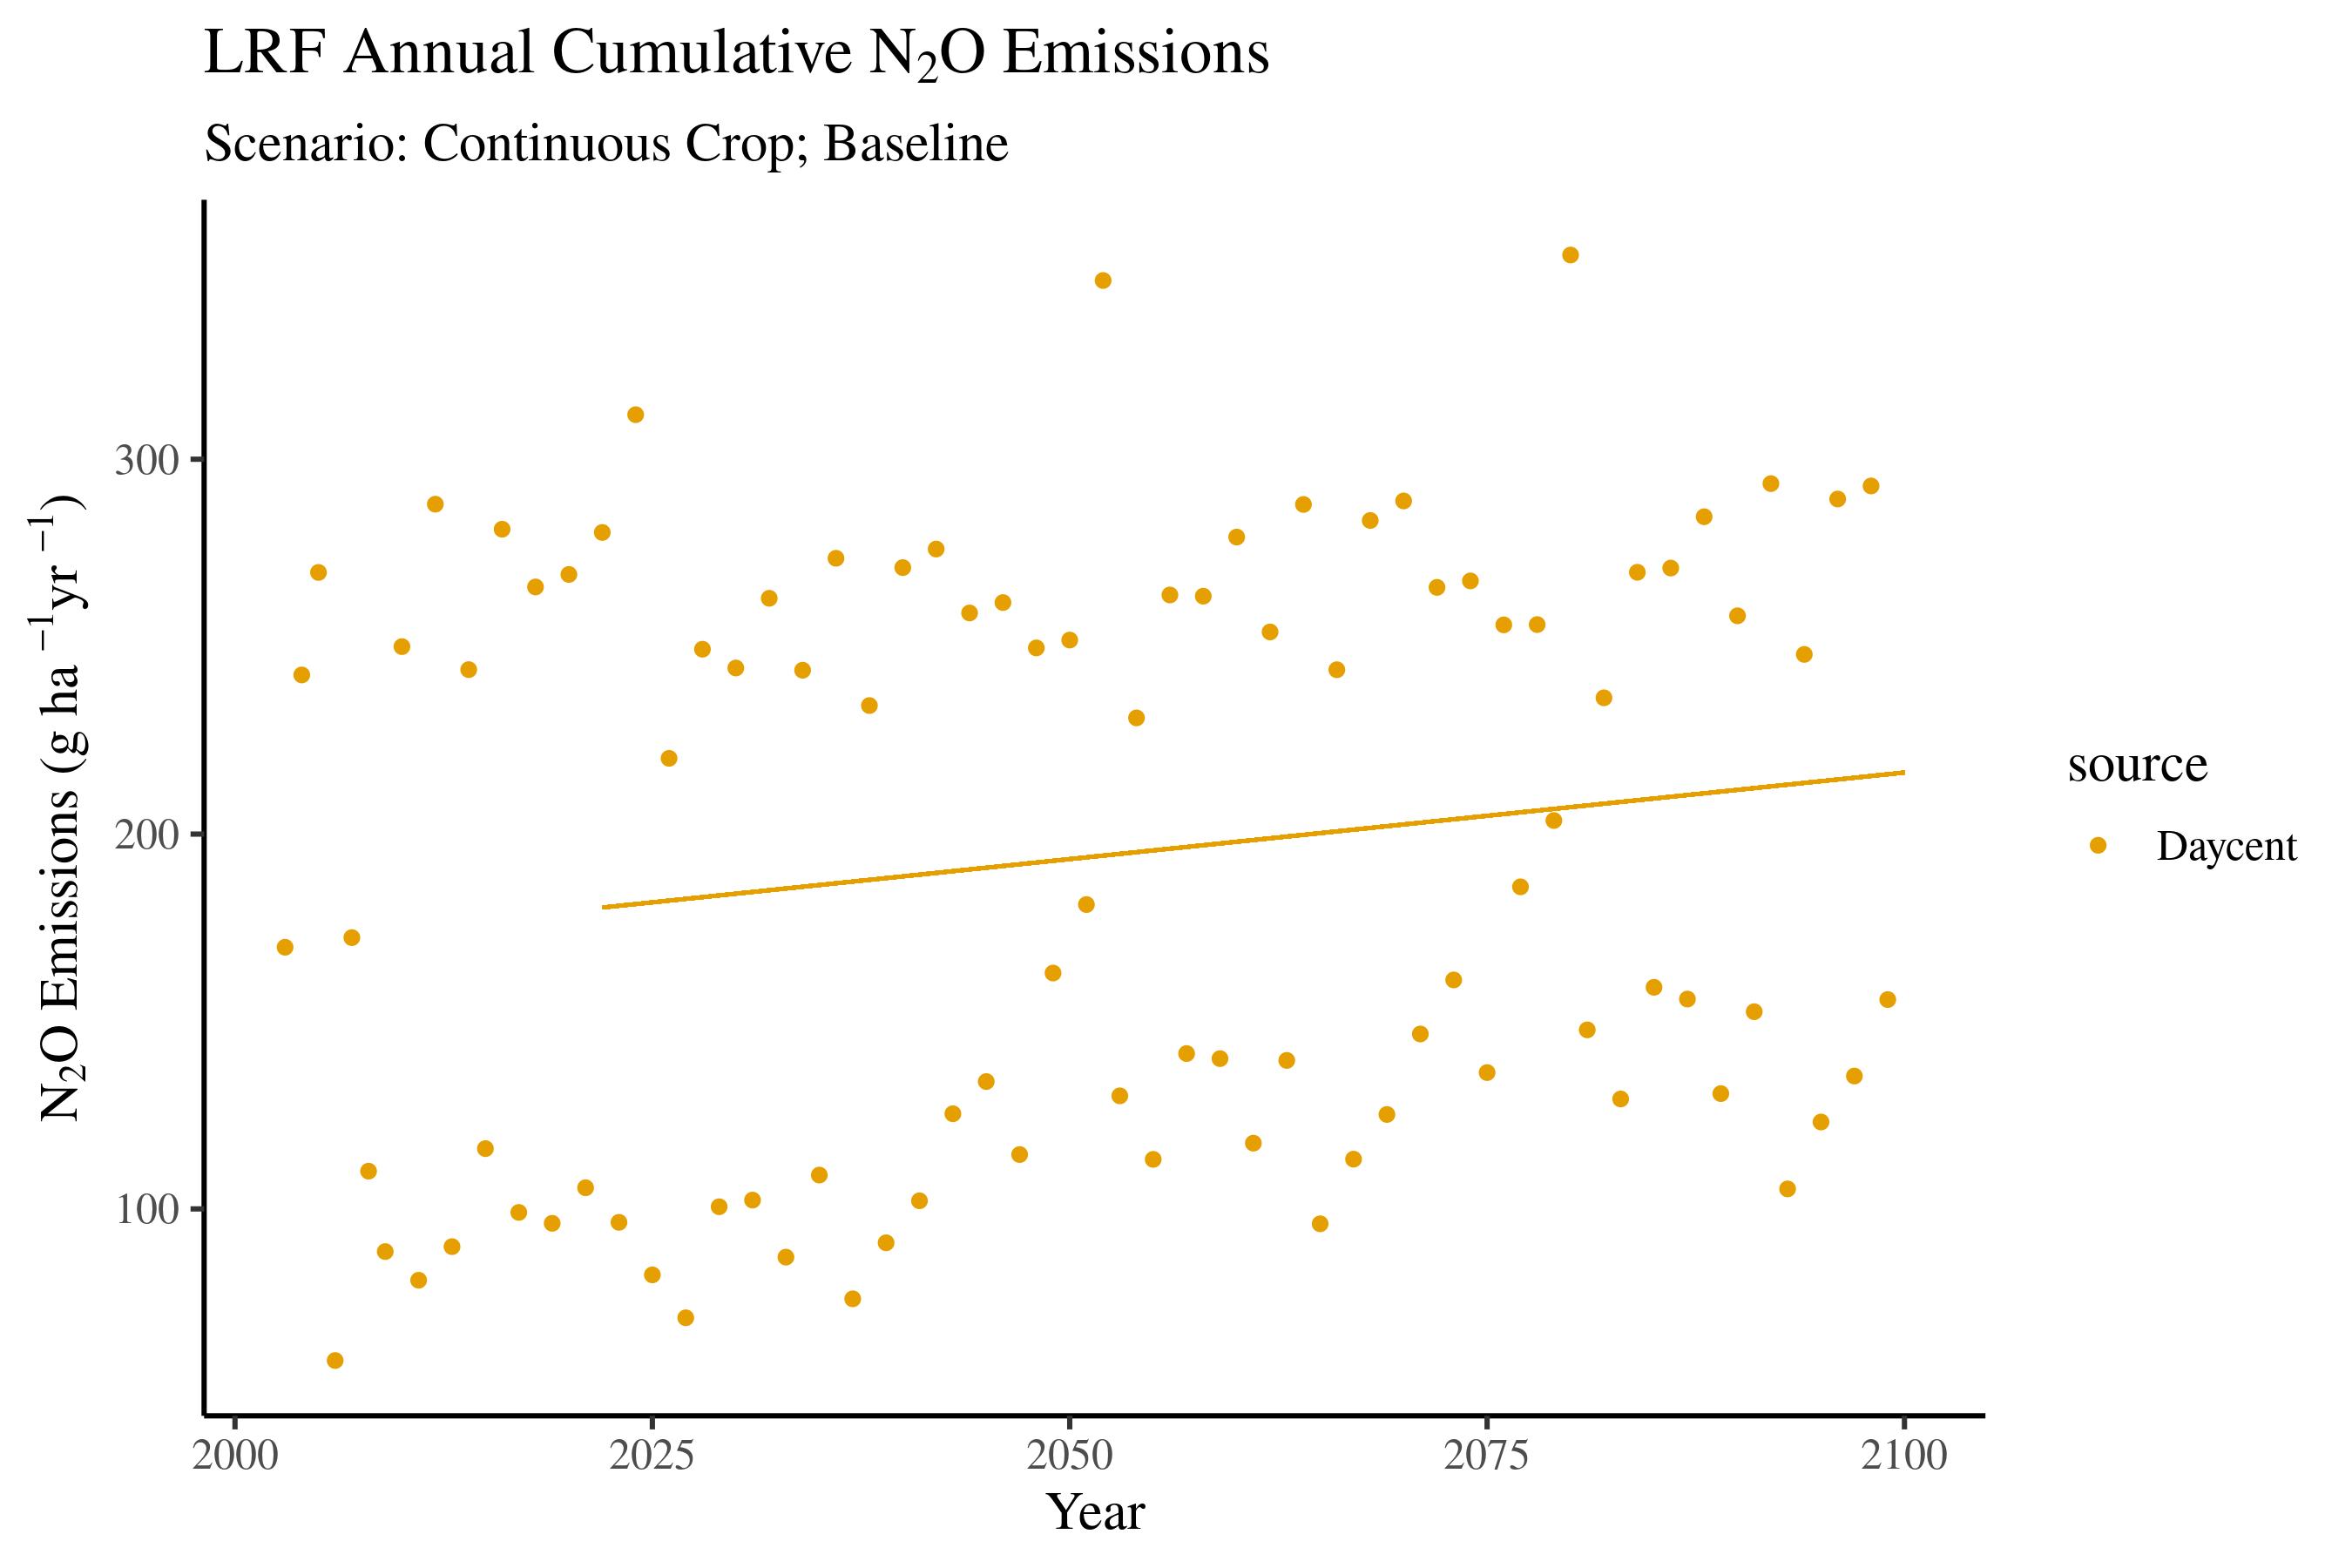 LRF Annual Cumulative N₂O Emissions
Scenario: Continuous Crop; Baseline
N₂O Emissions (g ha ⁻¹yr ⁻¹)
300
200
100
2000 2025 2050 2075 2100
Year
source
Daycent